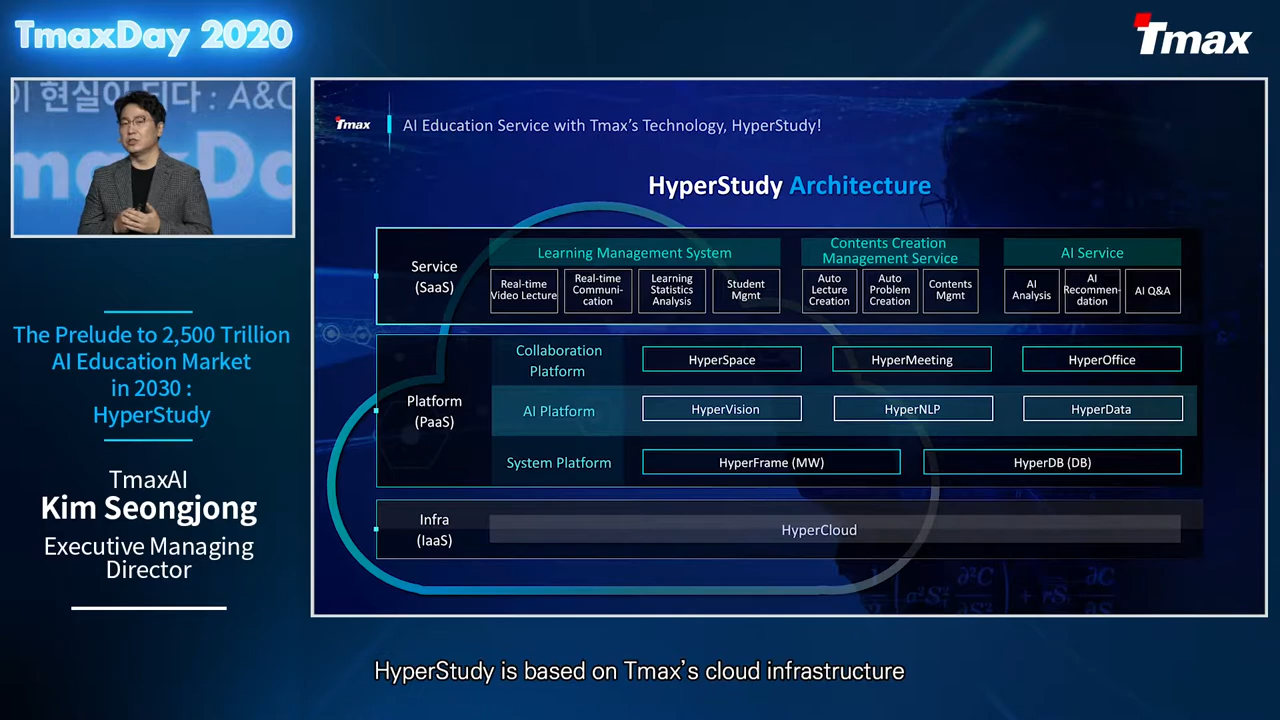 TmaxDay 2020
Tmax
이 현실이 되다 : A&C
maxDa
Tmax
AI Education Service with Tmax's Technology, HyperStudy!
HyperStudy Architecture
Service
(SaaS)
Learning Management System
Real-time
Video Lecture
Real-time
Communi-
cation
Learning
Statistics
Analysis
Student
Mgmt
Contents Creation
Management Service
Auto
Lecture
Creation
Auto
Problem
Creation
Contents
Mgmt
AI Service
AI
Analysis
AI
Recommen-
dation
AI Q&A
Platform
(PaaS)
Collaboration
Platform
HyperSpace
HyperMeeting
HyperOffice
AI Platform
HyperVision
HyperNLP
HyperData
System Platform
HyperFrame (MW)
HyperDB (DB)
Infra
(IaaS)
HyperCloud
The Prelude to 2,500 Trillion
AI Education Market
in 2030 :
HyperStudy
TmaxAI
Kim Seongjong
Executive Managing
Director
HyperStudy is based on Tmax's cloud infrastructure